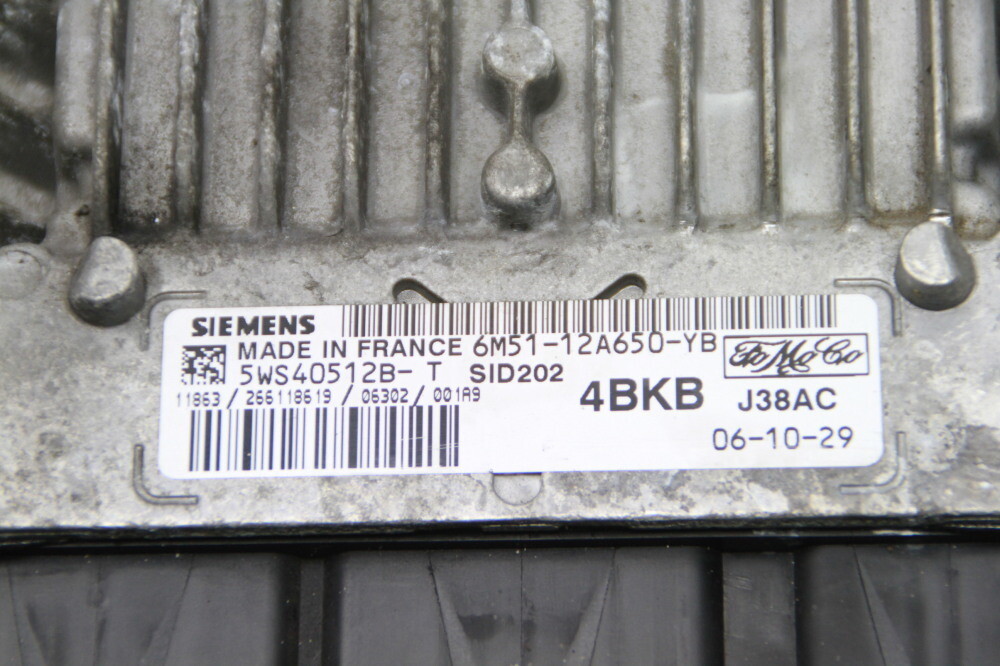 SIEMENS
MADE IN FRANCE 6M51-12A650-YB
FoMoCo
5WS40512B-T SID202
4BKB J38AC
11863 / 266118619 / 06302 / 001A9
06-10-29